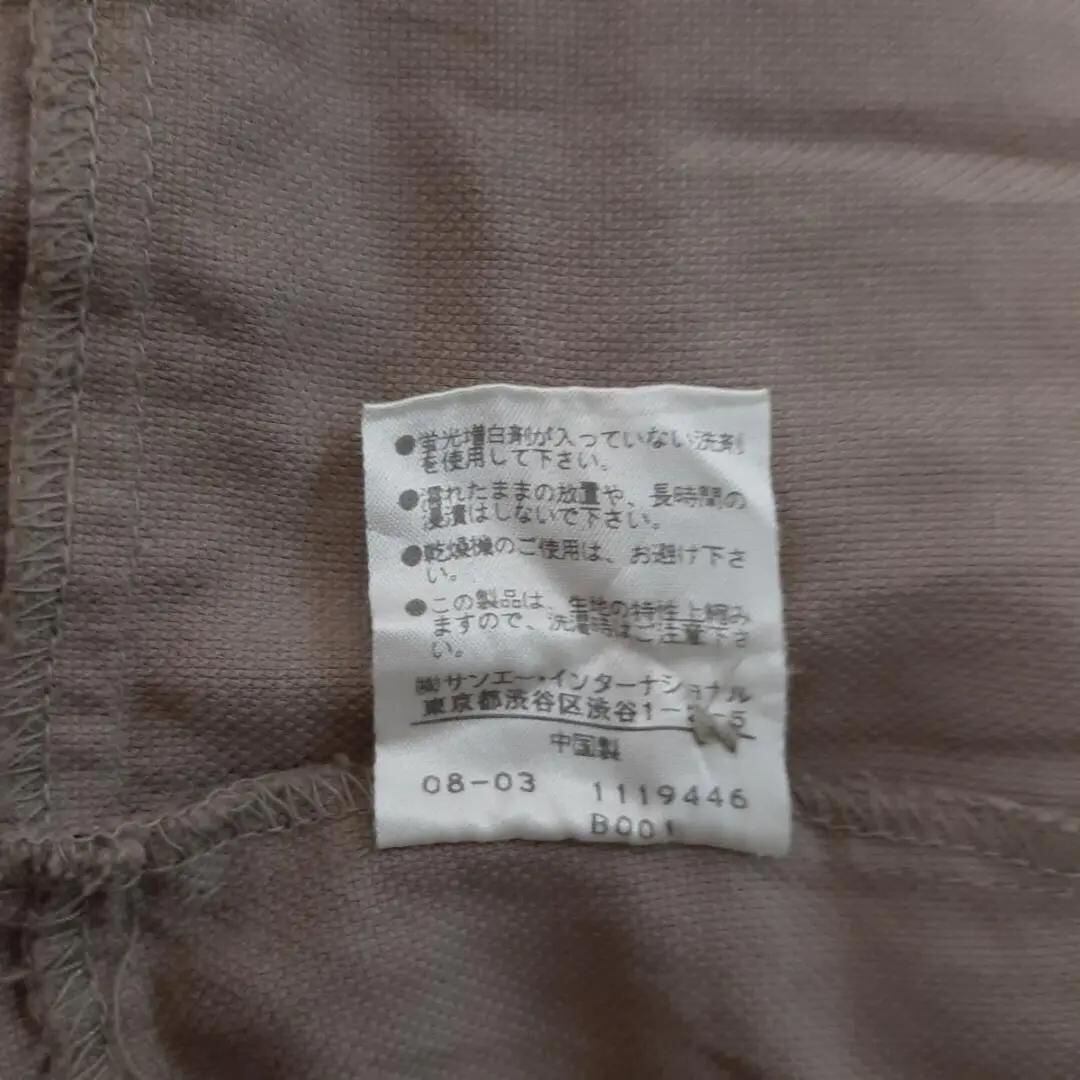 ●蛍光増白剤が入っていない洗剤
を使用して下さい。
●濡れたままの放置や、長時間の
浸漬はしないで下さい。
●乾燥機のご使用は、お避け下さ
い。
●この製品は、生地の特性上縮み
ますので、洗濯時はご注意下さ
い。
㈱サンエー・インターナショナル
東京都渋谷区渋谷1-2-5
中国製
08-03 1119446
B001